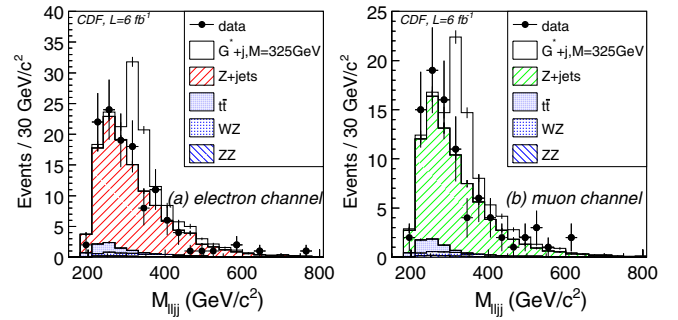 CDF, L=6 fb⁻¹
data
G*+j,M=325GeV
Z+jets
tt̄
WZ
ZZ
(a) electron channel
Events / 30 GeV/c²
0
5
10
15
20
25
30
35
40
200 400 600 800
M_lljj (GeV/c²)
CDF, L=6 fb⁻¹
data
G*+j,M=325GeV
Z+jets
tt̄
WZ
ZZ
(b) muon channel
Events / 30 GeV/c²
0
5
10
15
20
25
200 400 600 800
M_lljj (GeV/c²)